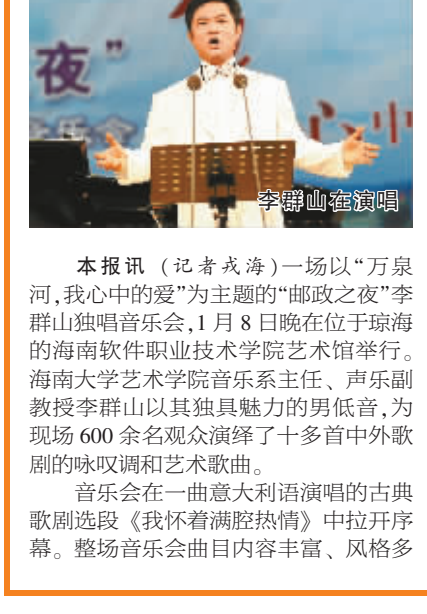 夜”
心中
李群山在演唱
本报讯 (记者戎海)一场以“万泉
河,我心中的爱”为主题的“邮政之夜”李
群山独唱音乐会,1 月 8 日晚在位于琼海
的海南软件职业技术学院艺术馆举行。
海南大学艺术学院音乐系主任、声乐副
教授李群山以其独具魅力的男低音,为
现场 600 余名观众演绎了十多首中外歌
剧的咏叹调和艺术歌曲。
音乐会在一曲意大利语演唱的古典
歌剧选段《我怀着满腔热情》中拉开序
幕。整场音乐会曲目内容丰富、风格多